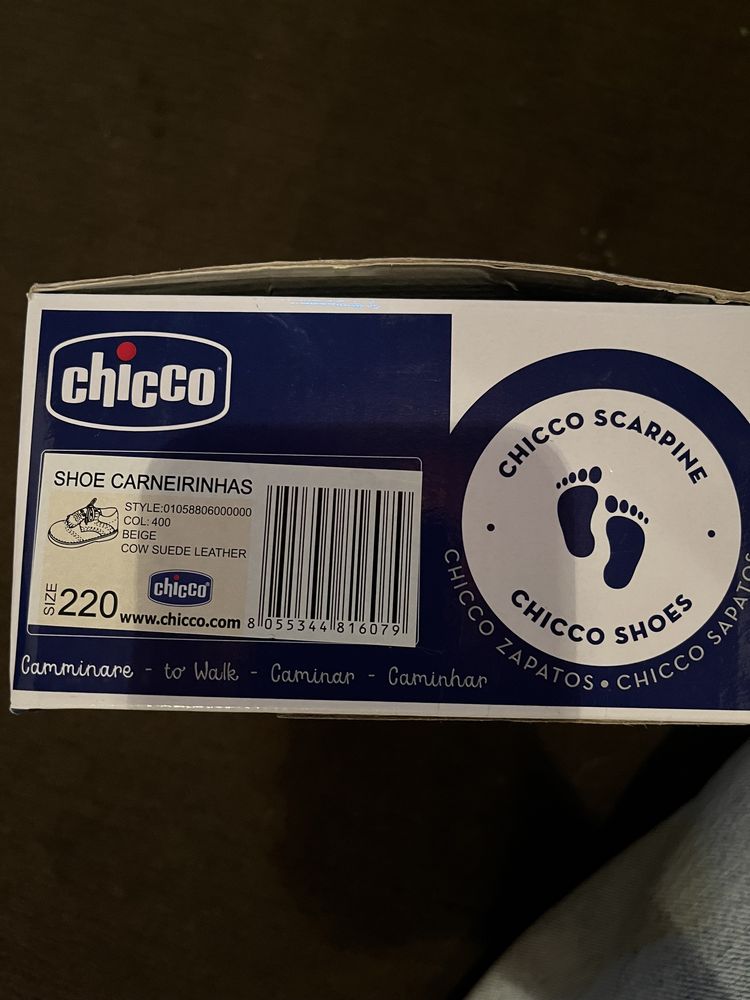 chicco
SHOE CARNEIRINHAS
STYLE:01058806000000
COL: 400
BEIGE
COW SUEDE LEATHER
chicco
SIZE 220
www.chicco.com
8 055344 816079
Camminare - to Walk - Caminar - Caminhar
CHICCO SCARPINE
CHICCO SHOES
CHICCO ZAPATOS • CHICCO SAPATOS